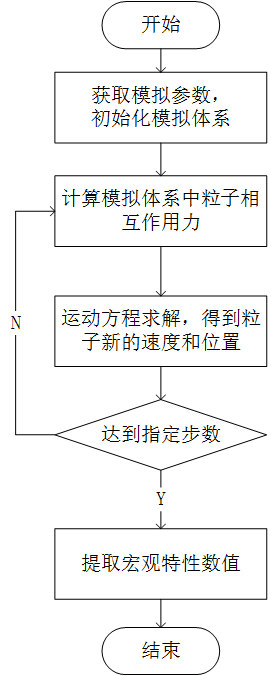 开始
获取模拟参数，
初始化模拟体系
计算模拟体系中粒子相
互作用力
运动方程求解，得到粒
子新的速度和位置
N
达到指定步数
Y
提取宏观特性数值
结束